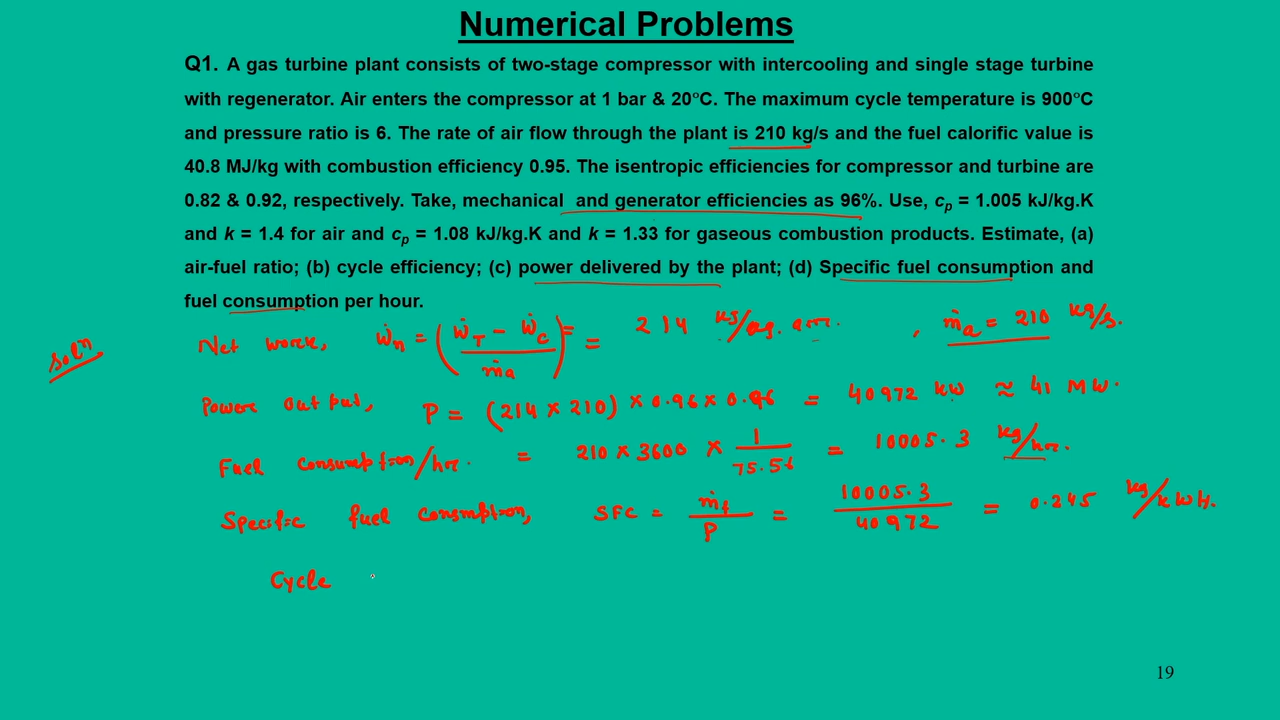 Numerical Problems
Q1. A gas turbine plant consists of two-stage compressor with intercooling and single stage turbine
with regenerator. Air enters the compressor at 1 bar & 20°C. The maximum cycle temperature is 900°C
and pressure ratio is 6. The rate of air flow through the plant is 210 kg/s and the fuel calorific value is
40.8 MJ/kg with combustion efficiency 0.95. The isentropic efficiencies for compressor and turbine are
0.82 & 0.92, respectively. Take, mechanical and generator efficiencies as 96%. Use, cp = 1.005 kJ/kg.K
and k = 1.4 for air and cp = 1.08 kJ/kg.K and k = 1.33 for gaseous combustion products. Estimate, (a)
air-fuel ratio; (b) cycle efficiency; (c) power delivered by the plant; (d) Specific fuel consumption and
fuel consumption per hour.
Soln Net work, Ẇn = (ẆT − ẆC / ṁa) = = 214 kJ/kg. air. , ṁa = 210 kg/s.
Power output, P = (214 × 210) × 0.96 × 0.96 = 40972 kW ≈ 41 MW.
Fuel Consumption/hr. = 210 × 3600 × 1/75.56 = 10005.3 kg/hr.
Specific fuel Consmption, SFC = ṁf/P = 10005.3/40972 = 0.245 kg/kWH.
Cycle
19